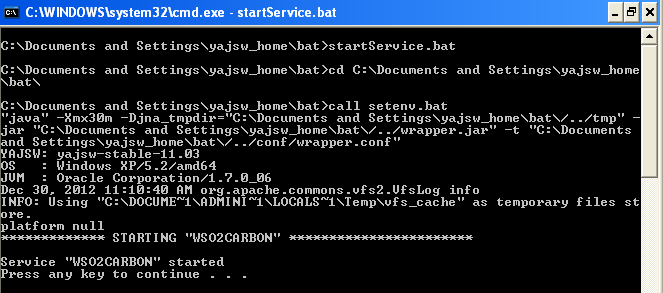 C:\WINDOWS\system32\cmd.exe - startService.bat
C:\Documents and Settings\yajsw_home\bat>startService.bat
C:\Documents and Settings\yajsw_home\bat>cd C:\Documents and Settings\yajsw_home
\bat\
C:\Documents and Settings\yajsw_home\bat>call setenv.bat
"java" -Xmx30m -Djna_tmpdir="C:\Documents and Settings\yajsw_home\bat\/../tmp" -
jar "C:\Documents and Settings\yajsw_home\bat\/../wrapper.jar" -t "C:\Documents
and Settings\yajsw_home\bat\/../conf/wrapper.conf"
YAJSW: yajsw-stable-11.03
OS   : Windows XP/5.2/amd64
JVM  : Oracle Corporation/1.7.0_06
Dec 30, 2012 11:10:40 AM org.apache.commons.vfs2.VfsLog info
INFO: Using "C:\DOCUME~1\ADMINI~1\LOCALS~1\Temp\vfs_cache" as temporary files st
ore.
platform null
************* STARTING "WSO2CARBON" ***********************
Service "WSO2CARBON" started
Press any key to continue . . .